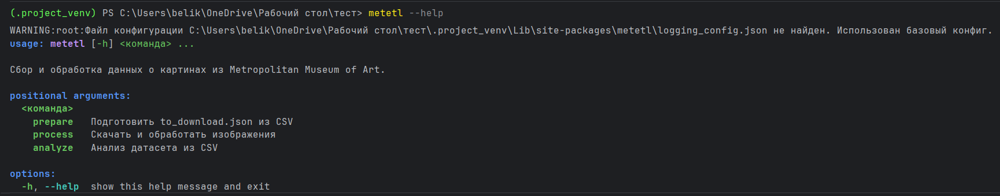 (.project_venv) PS C:\Users\belik\OneDrive\Рабочий стол\тест> metetl --help
WARNING:root:Файл конфигурации C:\Users\belik\OneDrive\Рабочий стол\тест\.project_venv\Lib\site-packages\metetl\logging_config.json не найден. Использован базовый конфиг.
usage: metetl [-h] <команда> ...
Сбор и обработка данных о картинах из Metropolitan Museum of Art.
positional arguments:
<команда>
prepare   Подготовить to_download.json из CSV
process   Скачать и обработать изображения
analyze   Анализ датасета из CSV
options:
-h, --help  show this help message and exit